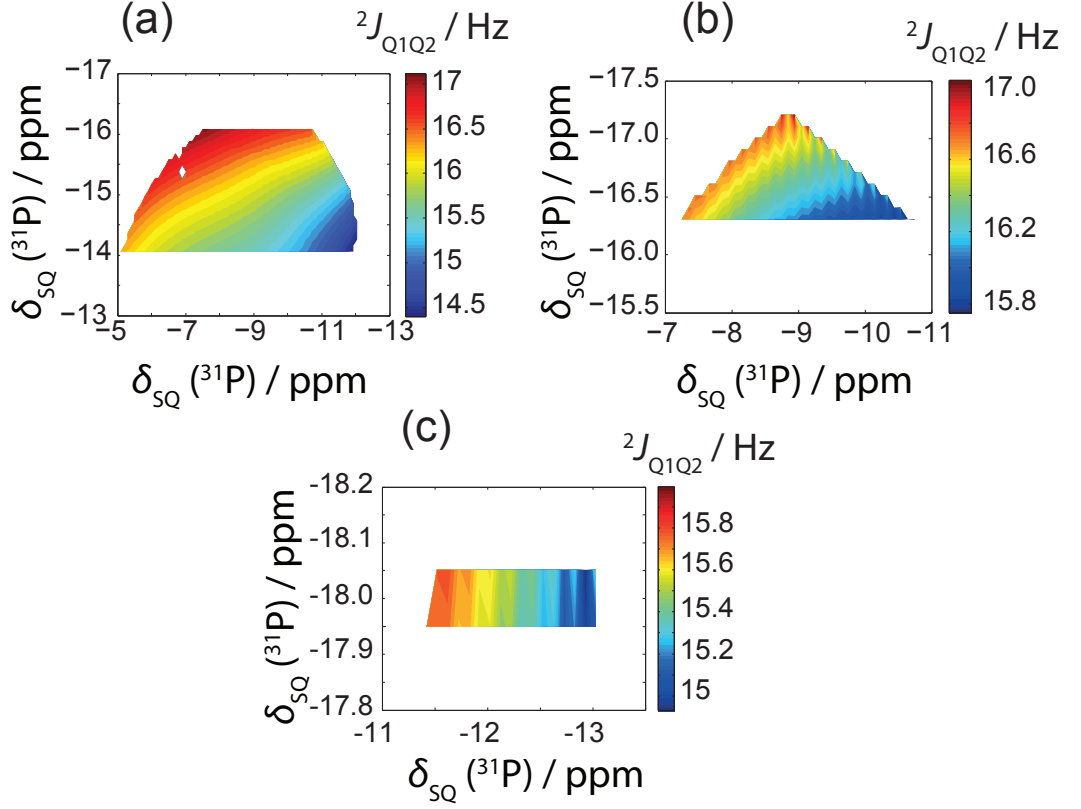 (a)
²J_Q1Q2 / Hz
−17
−16
−15
−14
−13
δ_SQ (³¹P) / ppm
−5 −7 −9 −11 −13
δ_SQ (³¹P) / ppm
17
16.5
16
15.5
15
14.5
(b)
²J_Q1Q2 / Hz
−17.5
−17.0
−16.5
−16.0
−15.5
δ_SQ (³¹P) / ppm
−7 −8 −9 −10 −11
δ_SQ (³¹P) / ppm
17.0
16.6
16.2
15.8
(c)
²J_Q1Q2 / Hz
-18.2
-18.1
-18.0
-17.9
-17.8
δ_SQ (³¹P) / ppm
-11 -12 -13
δ_SQ (³¹P) / ppm
15.8
15.6
15.4
15.2
15